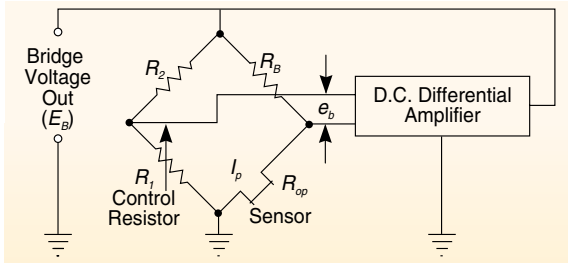 Bridge
Voltage
Out
(E_B)
R_2
R_B
e_b
D.C. Differential
Amplifier
R_1
Control
Resistor
I_p
R_op
Sensor